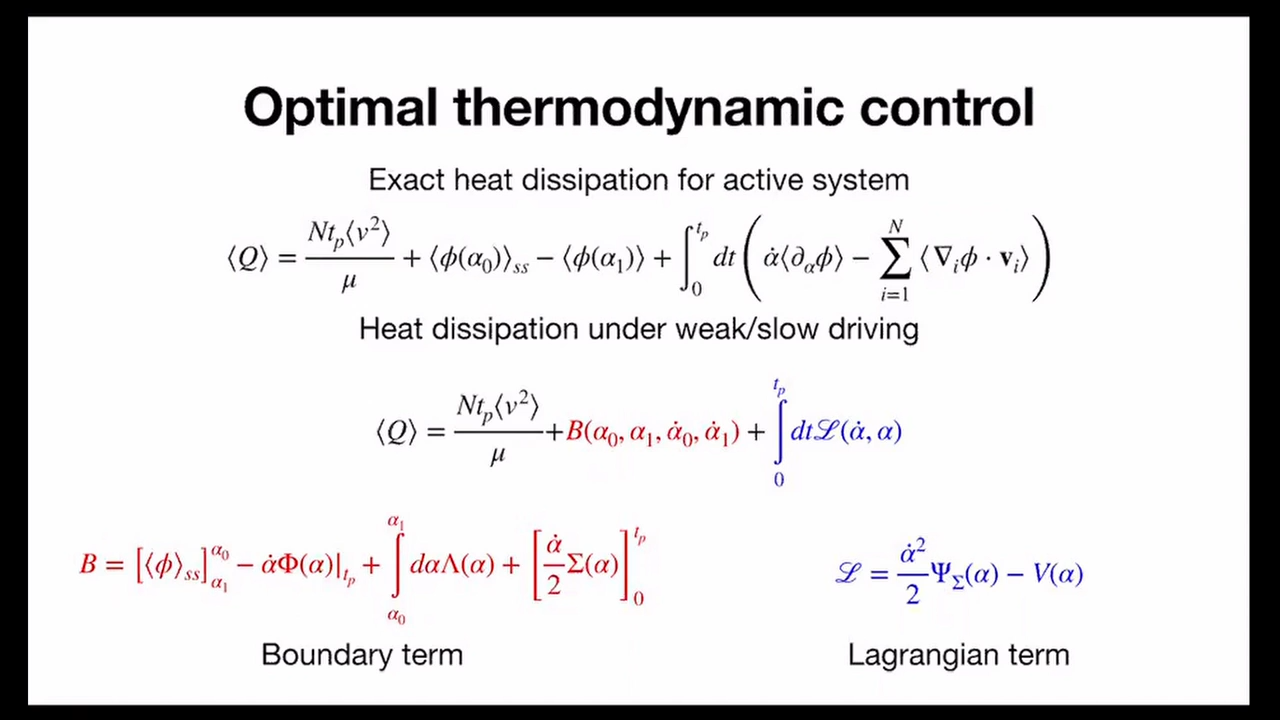 Optimal thermodynamic control
Exact heat dissipation for active system
⟨Q⟩ = Nt_p⟨v²⟩/μ + ⟨ϕ(α₀)⟩_ss − ⟨ϕ(α₁)⟩ + ∫₀^{t_p} dt ( α̇⟨∂_αϕ⟩ − ∑_{i=1}^{N} ⟨∇_iϕ · v_i⟩ )
Heat dissipation under weak/slow driving
⟨Q⟩ = Nt_p⟨v²⟩/μ + B(α₀, α₁, α̇₀, α̇₁) + ∫₀^{t_p} dtℒ(α̇, α)
B = [⟨ϕ⟩_ss]_{α₁}^{α₀} − α̇Φ(α)|_{t_p} + ∫_{α₀}^{α₁} dαΛ(α) + [α̇/2 Σ(α)]₀^{t_p}
ℒ = α̇²/2 Ψ_Σ(α) − V(α)
Boundary term
Lagrangian term